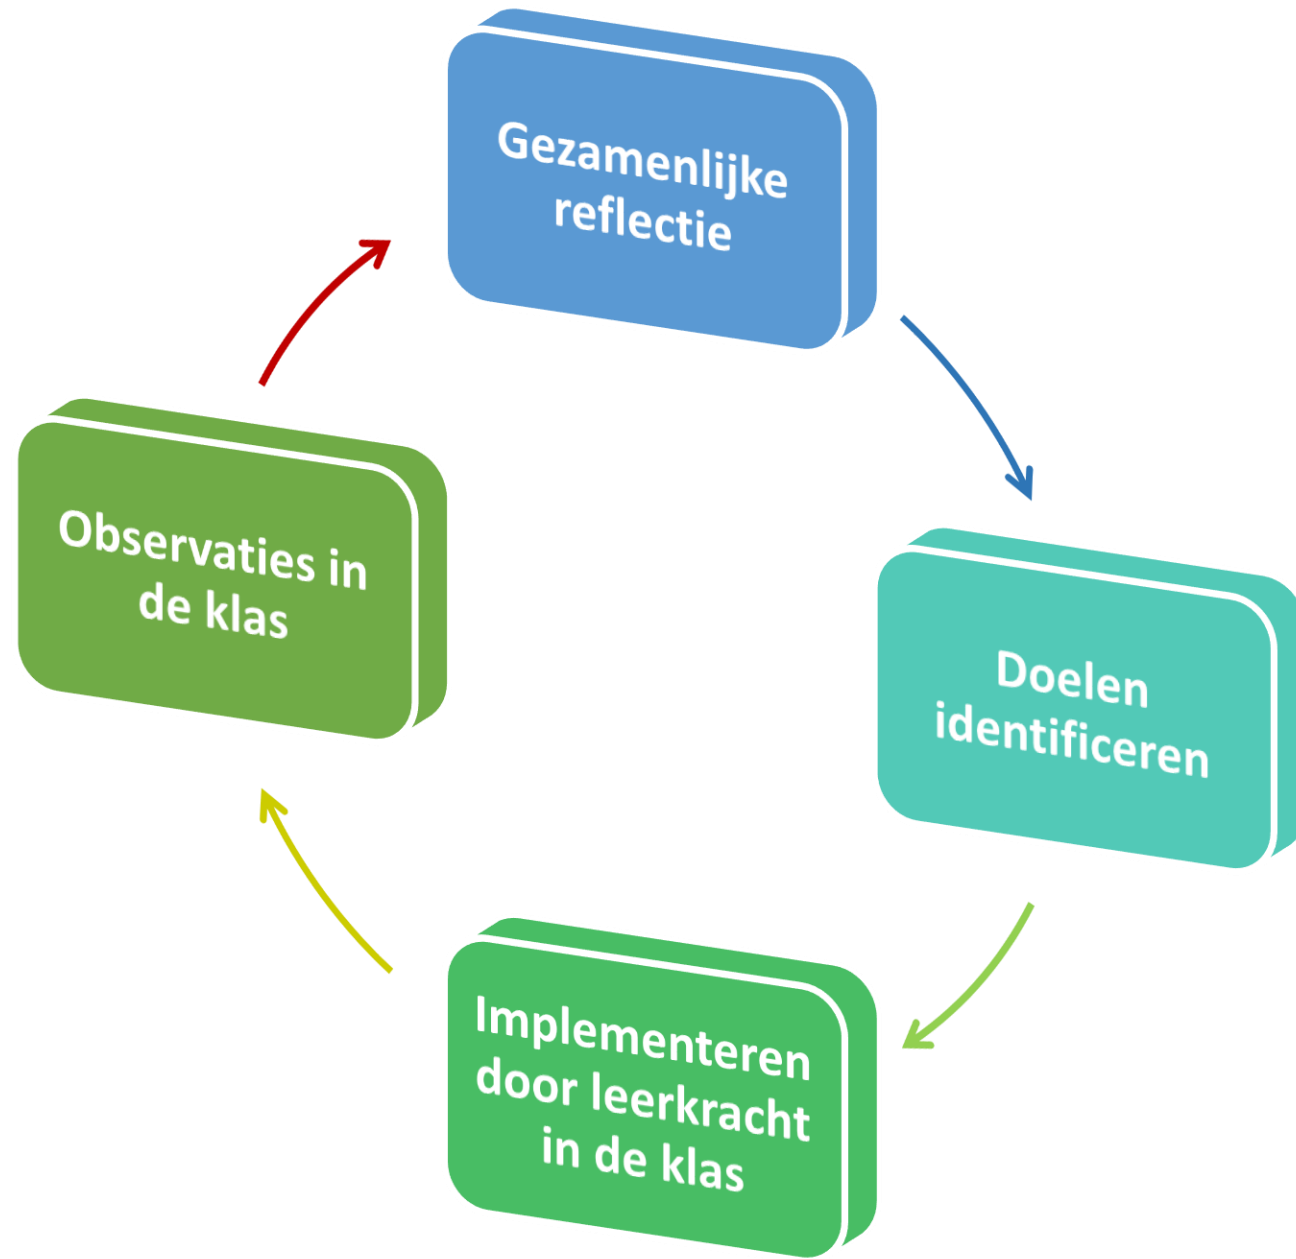 Gezamenlijke
reflectie
Doelen
identificeren
Implementeren
door leerkracht
in de klas
Observaties in
de klas